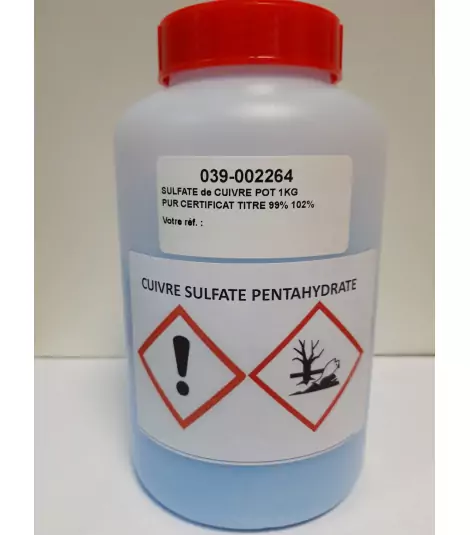 039-002264
SULFATE de CUIVRE POT 1KG
PUR CERTIFICAT TITRE 99% 102%
Votre réf. :
CUIVRE SULFATE PENTAHYDRATE